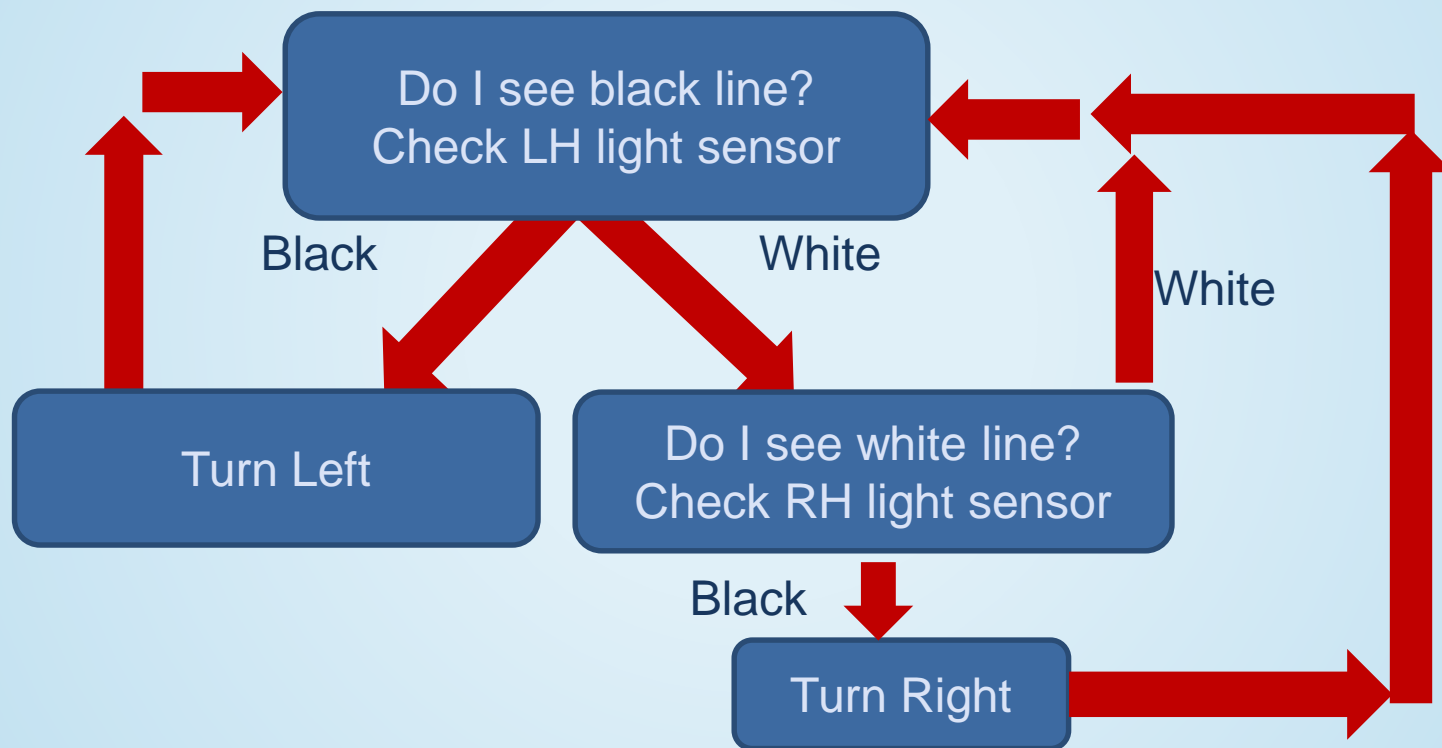 Do I see black line?
Check LH light sensor
Black
White
White
Turn Left
Do I see white line?
Check RH light sensor
Black
Turn Right